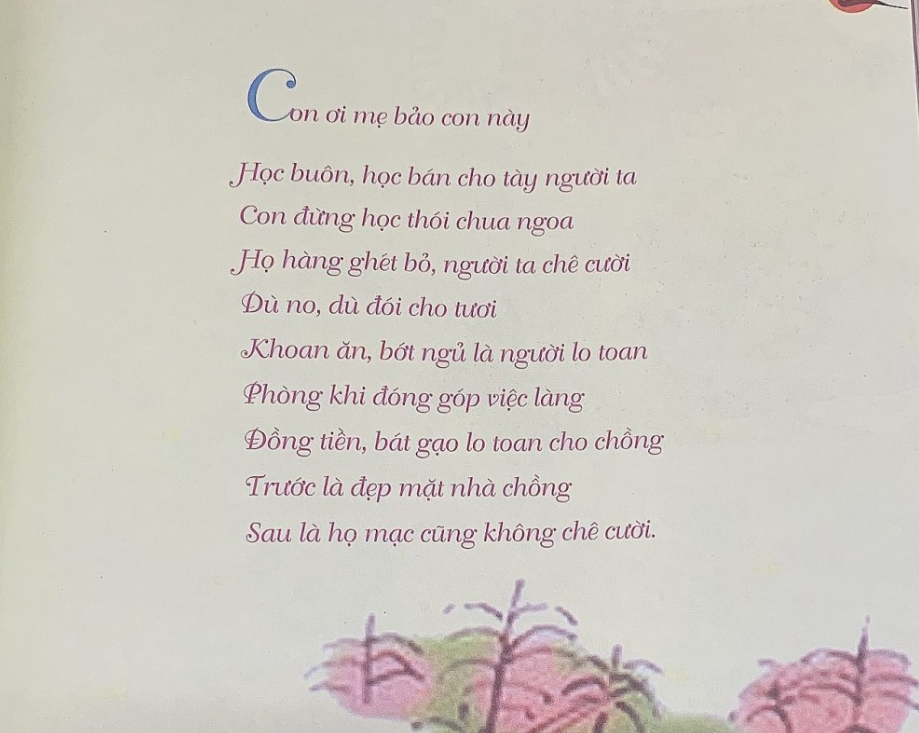 Con ơi mẹ bảo con này
Học buôn, học bán cho tày người ta
Con đừng học thói chua ngoa
Họ hàng ghét bỏ, người ta chê cười
Dù no, dù đói cho tươi
Khoan ăn, bớt ngủ là người lo toan
Phòng khi đóng góp việc làng
Đồng tiền, bát gạo lo toan cho chồng
Trước là đẹp mặt nhà chồng
Sau là họ mạc cũng không chê cười.